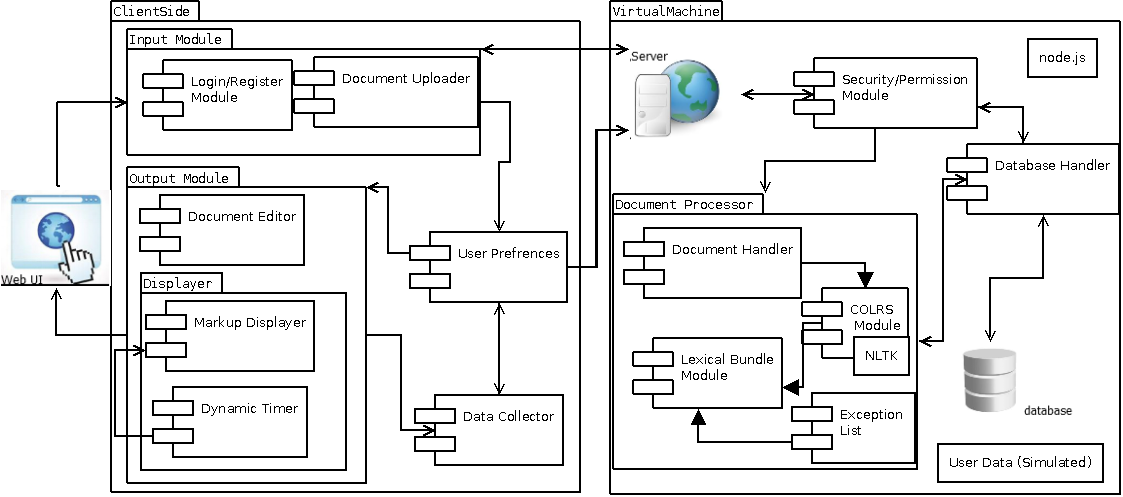 ClientSide
Input Module
Login/Register
Module
Document Uploader
Output Module
Document Editor
Web UI
User Prefrences
Displayer
Markup Displayer
Dynamic Timer
Data Collector
VirtualMachine
Server
node.js
Security/Permission
Module
Database Handler
Document Processor
Document Handler
COLRS
Module
NLTK
Lexical Bundle
Module
Exception
List
database
User Data (Simulated)